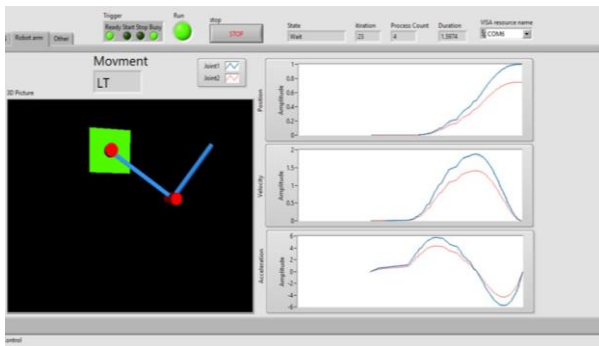 Trigger
Run
stop
State
iteration
Process Count
Duration
VISA resource name
Ready Start Stop Busy
STOP
Wait
23
4
1.5974
COM6
Robot arm
Other
Movment
LT
Joint1
Joint2
3D Picture
Position
Amplitude
1-
0.8-
0.6-
0.4-
0.2-
0-
Velocity
Amplitude
2-
1.5-
1-
0.5-
0-
Acceleration
Amplitude
6-
4-
2-
0-
-2-
-4-
-6-